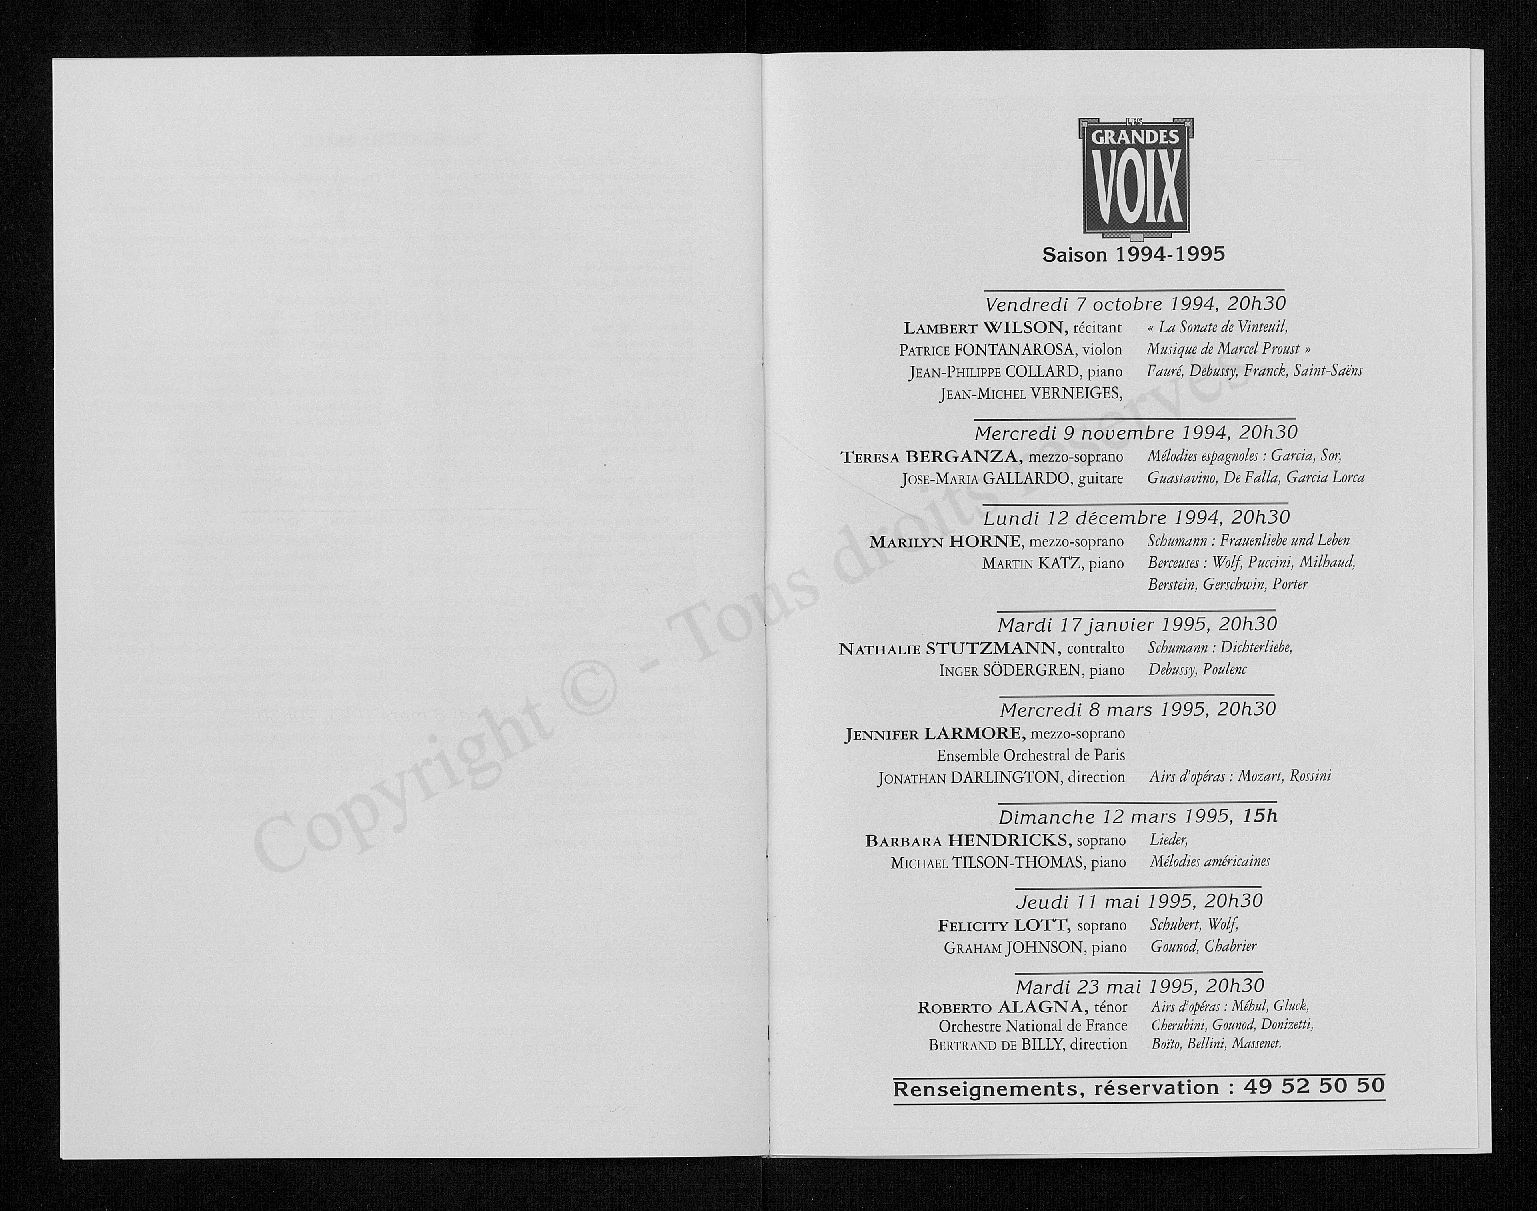 LES
GRANDES
VOIX
Saison 1994-1995
Vendredi 7 octobre 1994, 20h30
LAMBERT WILSON, récitant « La Sonate de Vinteuil,
PATRICE FONTANAROSA, violon Musique de Marcel Proust »
JEAN-PHILIPPE COLLARD, piano Fauré, Debussy, Franck, Saint-Saëns
JEAN-MICHEL VERNEIGES,
Mercredi 9 novembre 1994, 20h30
TERESA BERGANZA, mezzo-soprano Mélodies espagnoles : Garcia, Sor,
JOSE-MARIA GALLARDO, guitare Guastavino, De Falla, Garcia Lorca
Lundi 12 décembre 1994, 20h30
MARILYN HORNE, mezzo-soprano Schumann : Frauenliebe und Leben
MARTIN KATZ, piano Berceuses : Wolf, Puccini, Milhaud,
Berstein, Gerschwin, Porter
Mardi 17 janvier 1995, 20h30
NATHALIE STUTZMANN, contralto Schumann : Dichterliebe,
INGER SÖDERGREN, piano Debussy, Poulenc
Mercredi 8 mars 1995, 20h30
JENNIFER LARMORE, mezzo-soprano
Ensemble Orchestral de Paris
JONATHAN DARLINGTON, direction Airs d'opéras : Mozart, Rossini
Dimanche 12 mars 1995, 15h
BARBARA HENDRICKS, soprano Lieder,
MICHAEL TILSON-THOMAS, piano Mélodies américaines
Jeudi 11 mai 1995, 20h30
FELICITY LOTT, soprano Schubert, Wolf,
GRAHAM JOHNSON, piano Gounod, Chabrier
Mardi 23 mai 1995, 20h30
ROBERTO ALAGNA, ténor Airs d'opéras : Méhul, Gluck,
Orchestre National de France Cherubini, Gounod, Donizetti,
BERTRAND DE BILLY, direction Boïto, Bellini, Massenet.
Renseignements, réservation : 49 52 50 50
Copyright © - Tous droits réservés